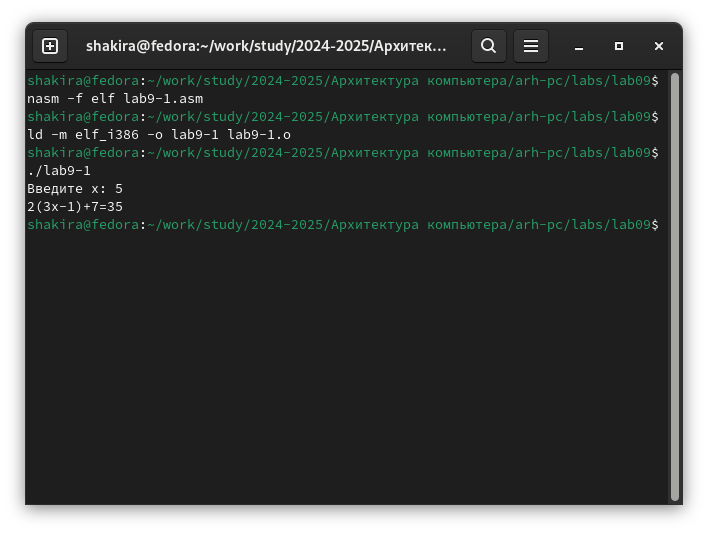 shakira@fedora:~/work/study/2024-2025/Архитек…
shakira@fedora:~/work/study/2024-2025/Архитектура компьютера/arh-pc/labs/lab09$
nasm -f elf lab9-1.asm
shakira@fedora:~/work/study/2024-2025/Архитектура компьютера/arh-pc/labs/lab09$
ld -m elf_i386 -o lab9-1 lab9-1.o
shakira@fedora:~/work/study/2024-2025/Архитектура компьютера/arh-pc/labs/lab09$
./lab9-1
Введите x: 5
2(3x-1)+7=35
shakira@fedora:~/work/study/2024-2025/Архитектура компьютера/arh-pc/labs/lab09$